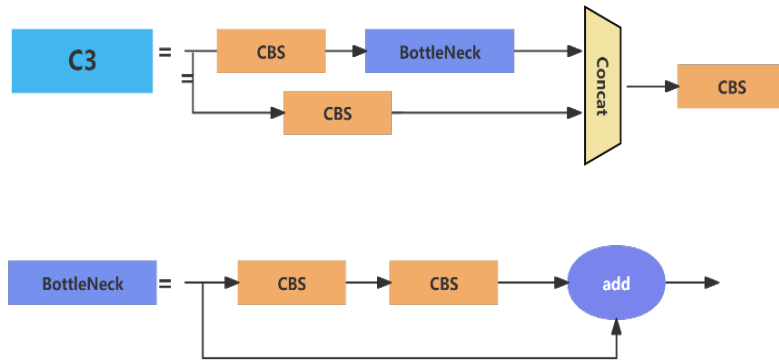 C3
=
CBS
BottleNeck
=
CBS
Concat
CBS
BottleNeck
=
CBS
CBS
add